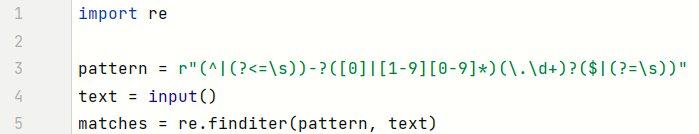 1 import re
2
3 pattern = r"(^|(?<=\s))-?([0]|[1-9][0-9]*)(\.\d+)?($|(?=\s))"
4 text = input()
5 matches = re.finditer(pattern, text)